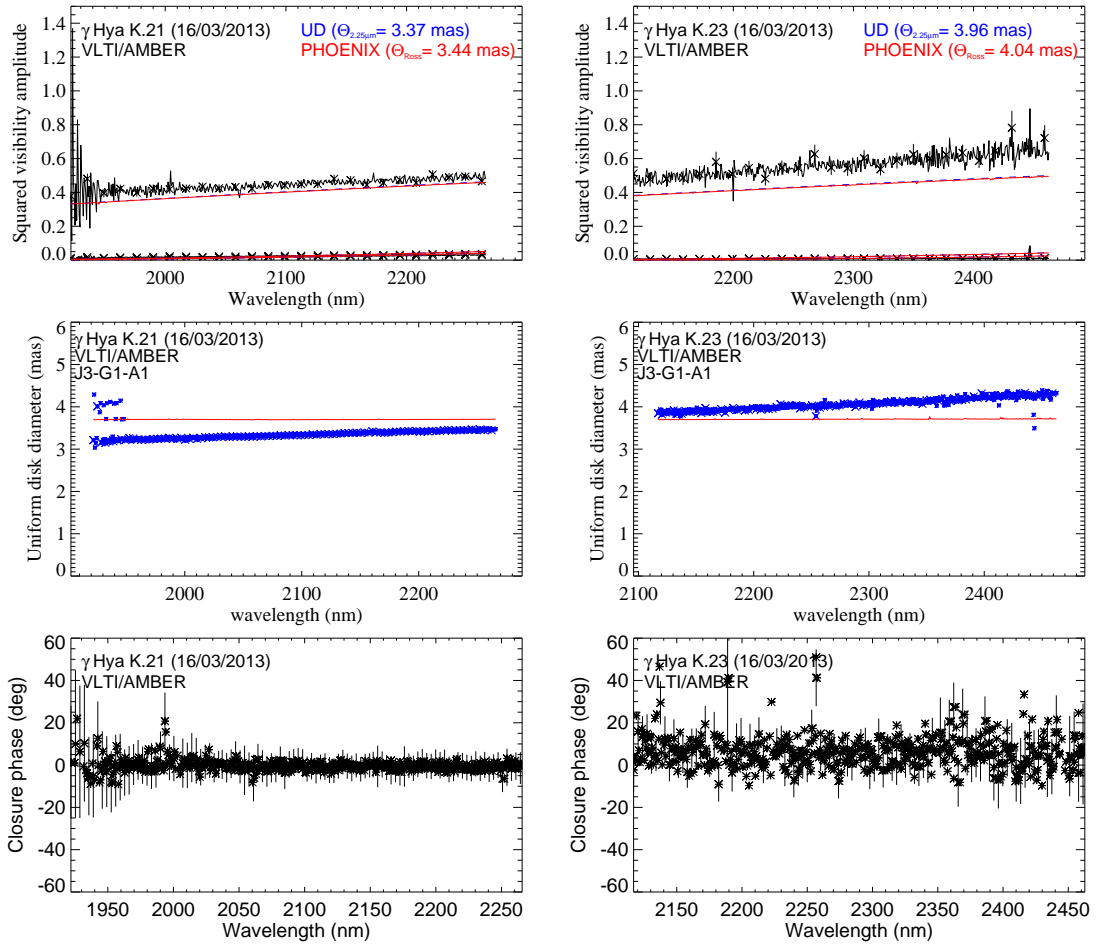 γ Hya K.21 (16/03/2013)
VLTI/AMBER
UD (Θ2.25μm= 3.37 mas)
PHOENIX (ΘRoss= 3.44 mas)
Squared visibility amplitude
1.4
1.2
1.0
0.8
0.6
0.4
0.2
0.0
2000 2100 2200
Wavelength (nm)
γ Hya K.23 (16/03/2013)
VLTI/AMBER
UD (Θ2.25μm= 3.96 mas)
PHOENIX (ΘRoss= 4.04 mas)
Squared visibility amplitude
1.4
1.2
1.0
0.8
0.6
0.4
0.2
0.0
2200 2300 2400
Wavelength (nm)
γ Hya K.21 (16/03/2013)
VLTI/AMBER
J3-G1-A1
Uniform disk diameter (mas)
6
5
4
3
2
1
0
2000 2100 2200
wavelength (nm)
γ Hya K.23 (16/03/2013)
VLTI/AMBER
J3-G1-A1
Uniform disk diameter (mas)
6
5
4
3
2
1
0
2100 2200 2300 2400
wavelength (nm)
γ Hya K.21 (16/03/2013)
VLTI/AMBER
Closure phase (deg)
60
40
20
0
-20
-40
-60
1950 2000 2050 2100 2150 2200 2250
Wavelength (nm)
γ Hya K.23 (16/03/2013)
VLTI/AMBER
Closure phase (deg)
60
40
20
0
-20
-40
-60
2150 2200 2250 2300 2350 2400 2450
Wavelength (nm)